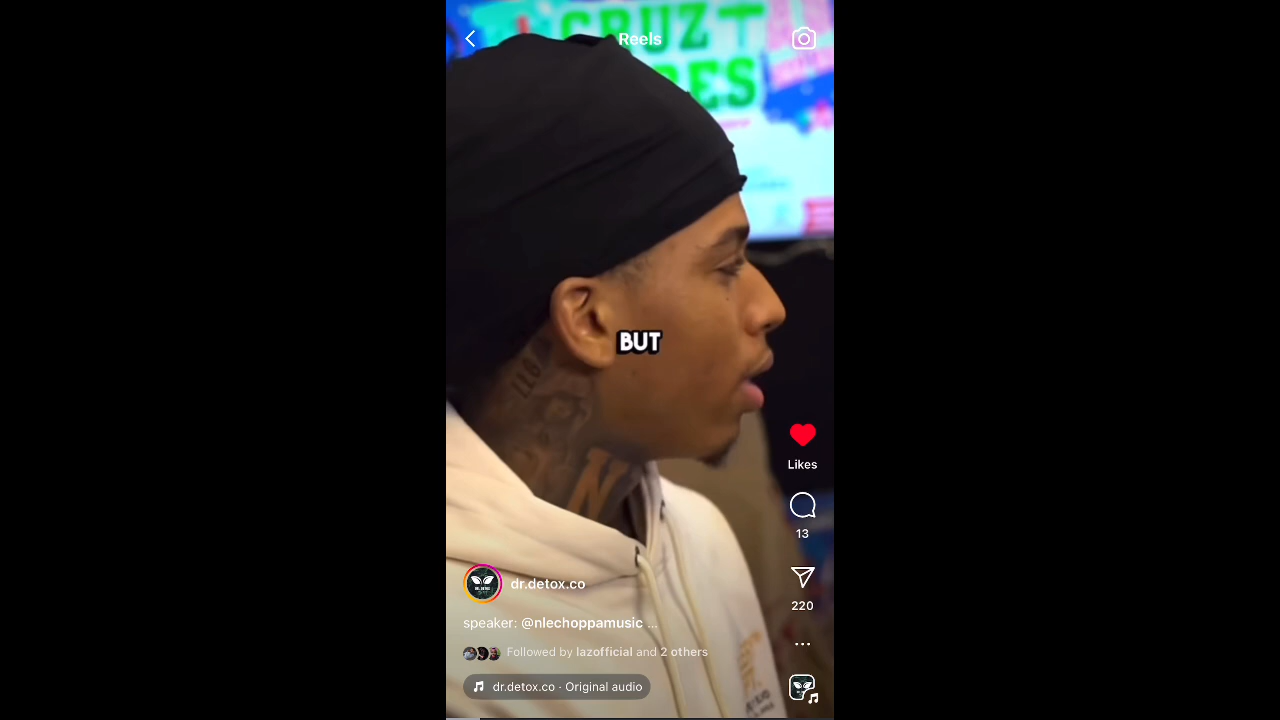 CRUZ
Reels
BUT
Likes
13
dr.detox.co
220
speaker: @nlechoppamusic ...
Followed by lazofficial and 2 others
dr.detox.co · Original audio